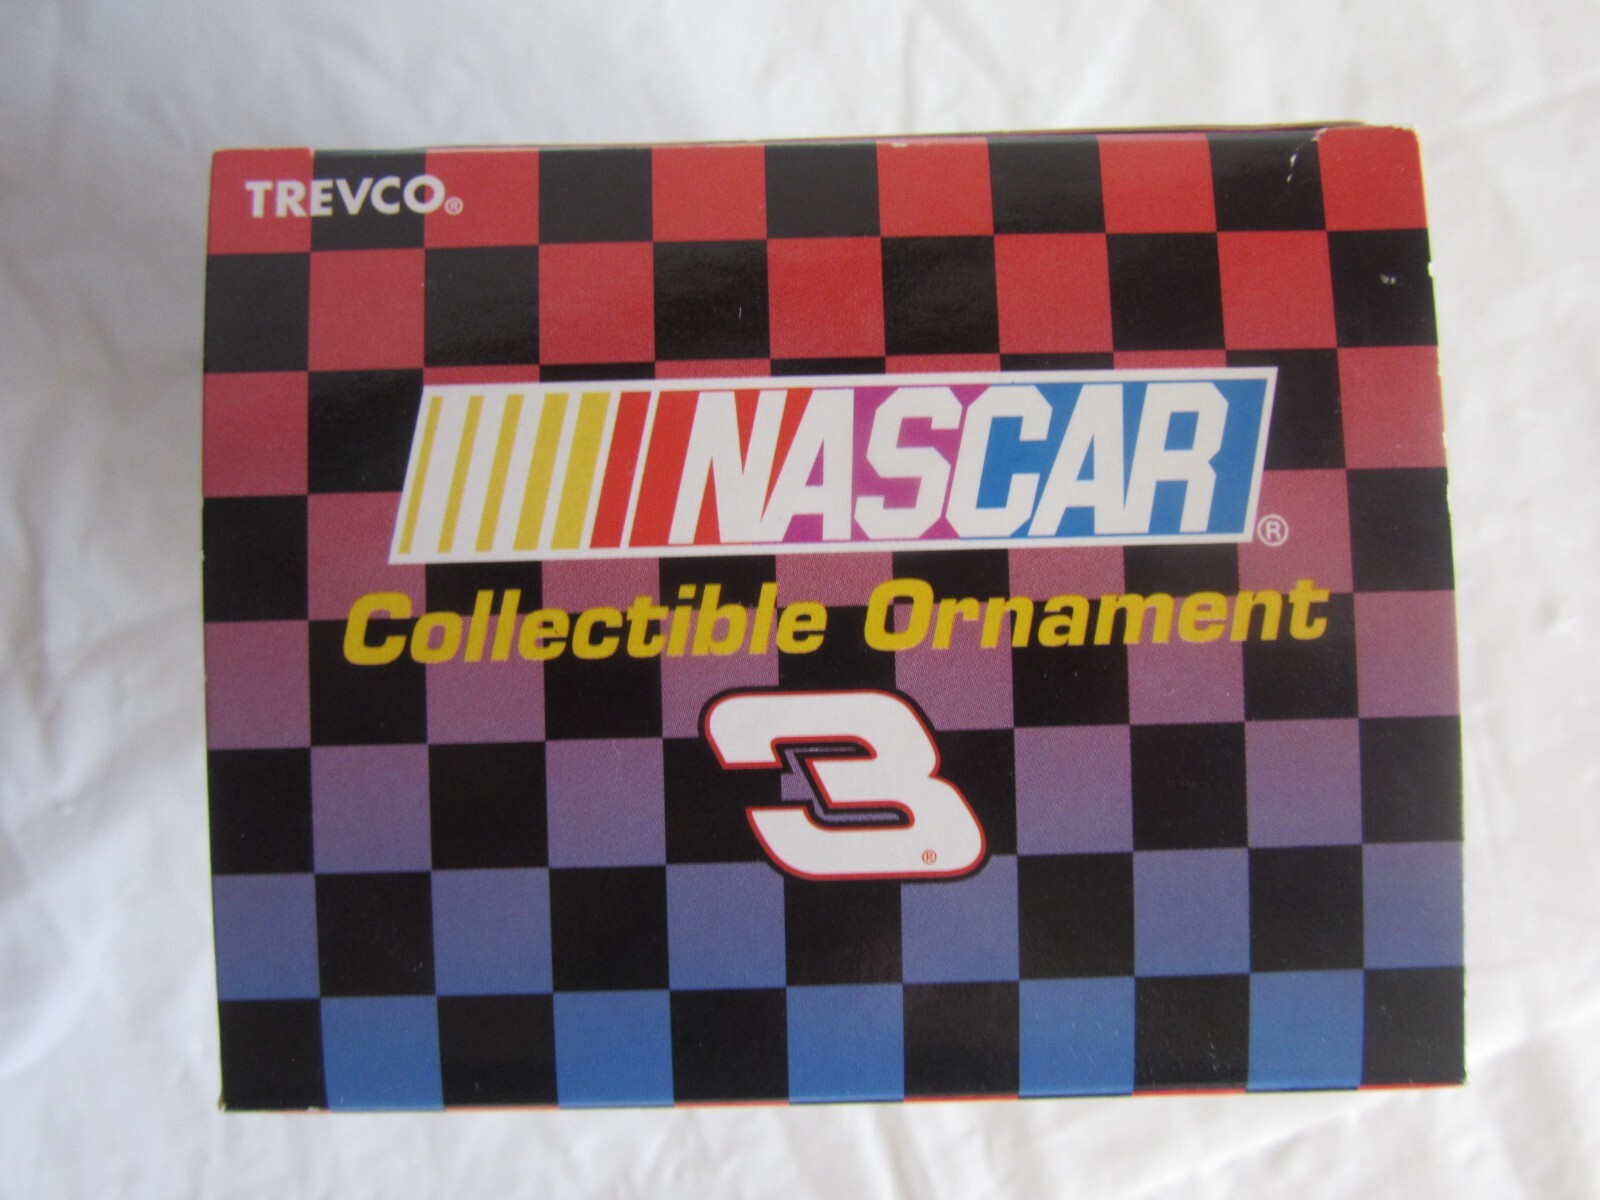 TREVCO®
NASCAR®
Collectible Ornament
3®